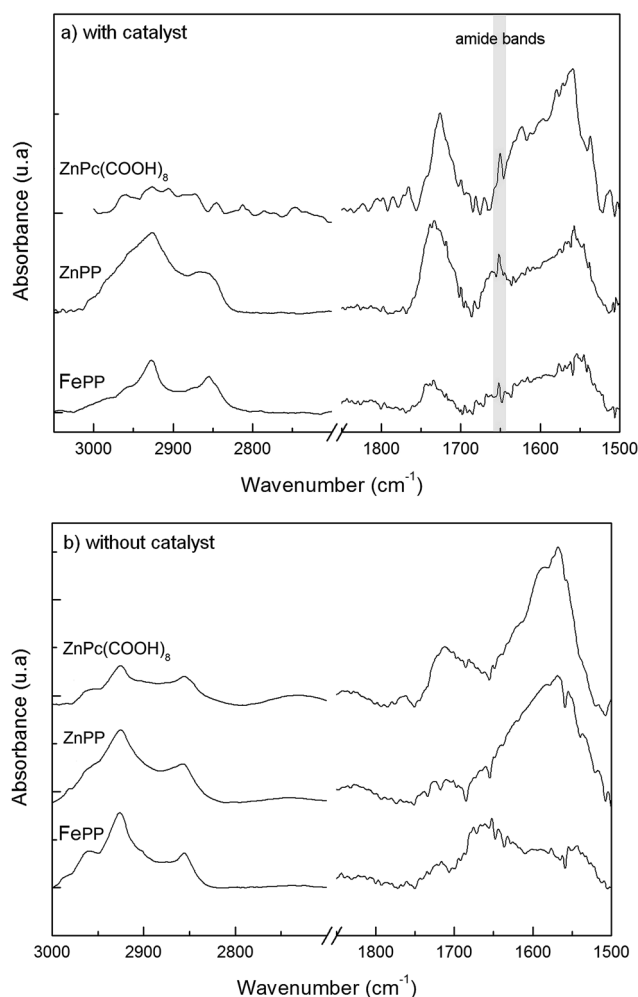 a) with catalyst
amide bands
ZnPc(COOH)₈
ZnPP
FePP
Absorbance (u.a)
3000 2900 2800 1800 1700 1600 1500
Wavenumber (cm⁻¹)
b) without catalyst
ZnPc(COOH)₈
ZnPP
FePP
Absorbance (u.a)
3000 2900 2800 1800 1700 1600 1500
Wavenumber (cm⁻¹)